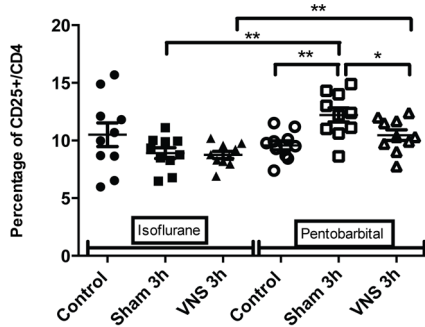 Percentage of CD25+/CD4
20
15
10
5
0
**
**
**
*
Isoflurane
Pentobarbital
Control
Sham 3h
VNS 3h
Control
Sham 3h
VNS 3h